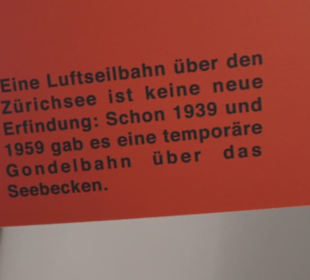 Eine Luftseilbahn über den
Zürichsee ist keine neue
Erfindung: Schon 1939 und
1959 gab es eine temporäre
Gondelbahn über das
Seebecken.